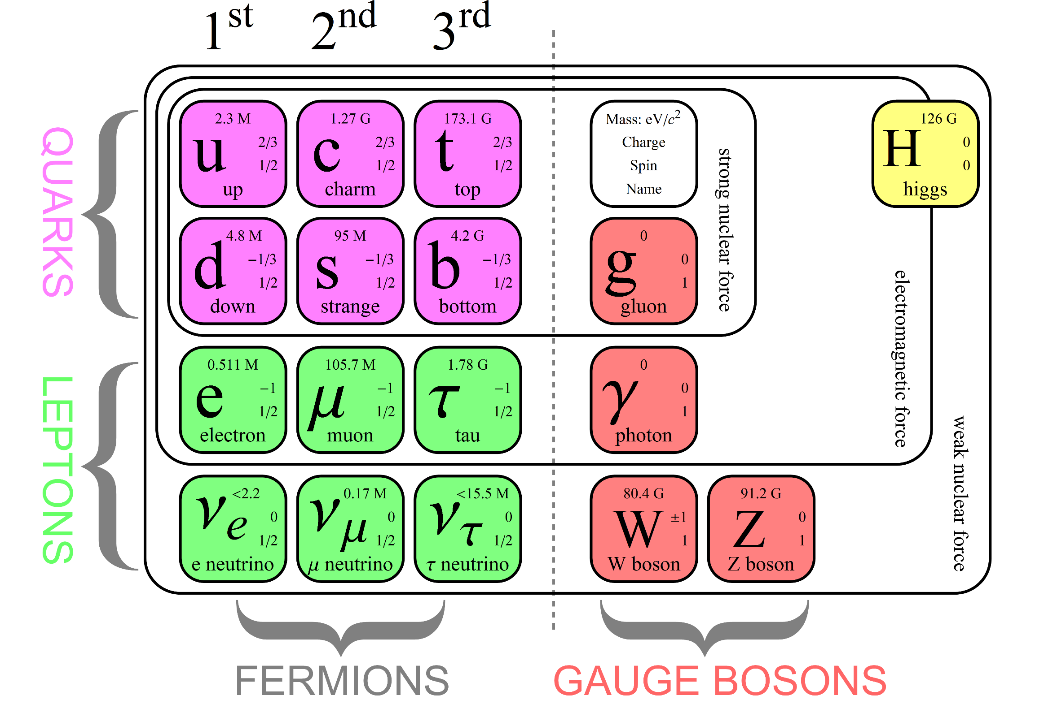 1st 2nd 3rd
QUARKS
2.3 M
u 2/3
1/2
up
1.27 G
c 2/3
1/2
charm
173.1 G
t 2/3
1/2
top
Mass: eV/c²
Charge
Spin
Name
strong nuclear force
126 G
H 0
0
higgs
4.8 M
d −1/3
1/2
down
95 M
s −1/3
1/2
strange
4.2 G
b −1/3
1/2
bottom
0
g 0
1
gluon
electromagnetic force
LEPTONS
0.511 M
e −1
1/2
electron
105.7 M
μ −1
1/2
muon
1.78 G
τ −1
1/2
tau
0
γ 0
1
photon
weak nuclear force
<2.2
νe 0
1/2
e neutrino
0.17 M
νμ 0
1/2
μ neutrino
<15.5 M
ντ 0
1/2
τ neutrino
80.4 G
W ±1
1
W boson
91.2 G
Z 0
1
Z boson
FERMIONS
GAUGE BOSONS